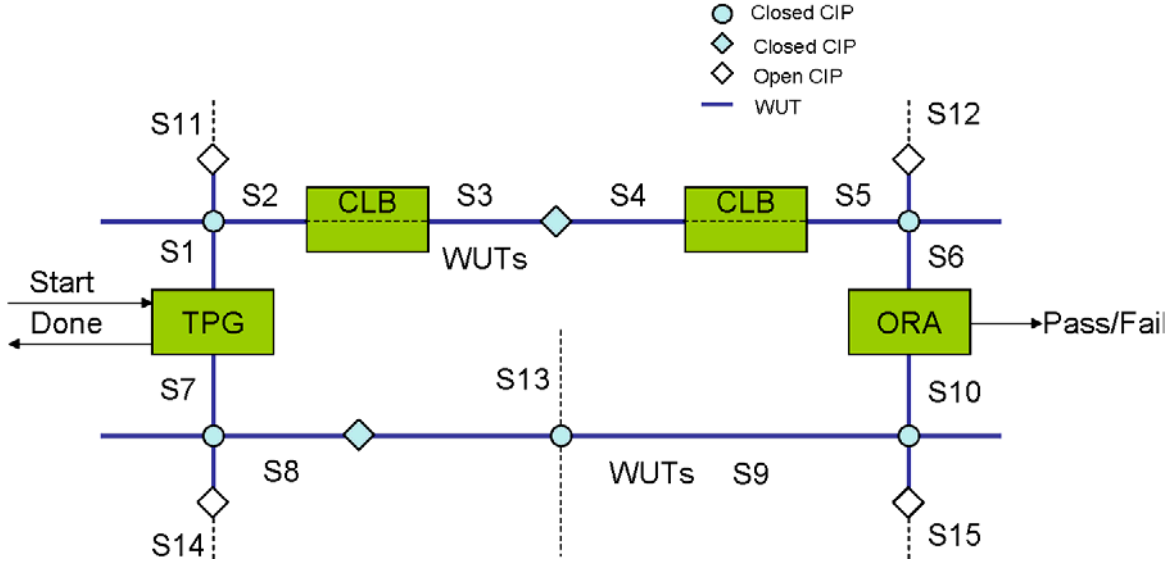 Closed CIP
Closed CIP
Open CIP
WUT
S11
S12
S2
CLB
S3
S4
CLB
S5
S1
WUTs
S6
Start
Done
TPG
ORA
Pass/Fail
S7
S13
S10
S8
WUTs
S9
S14
S15